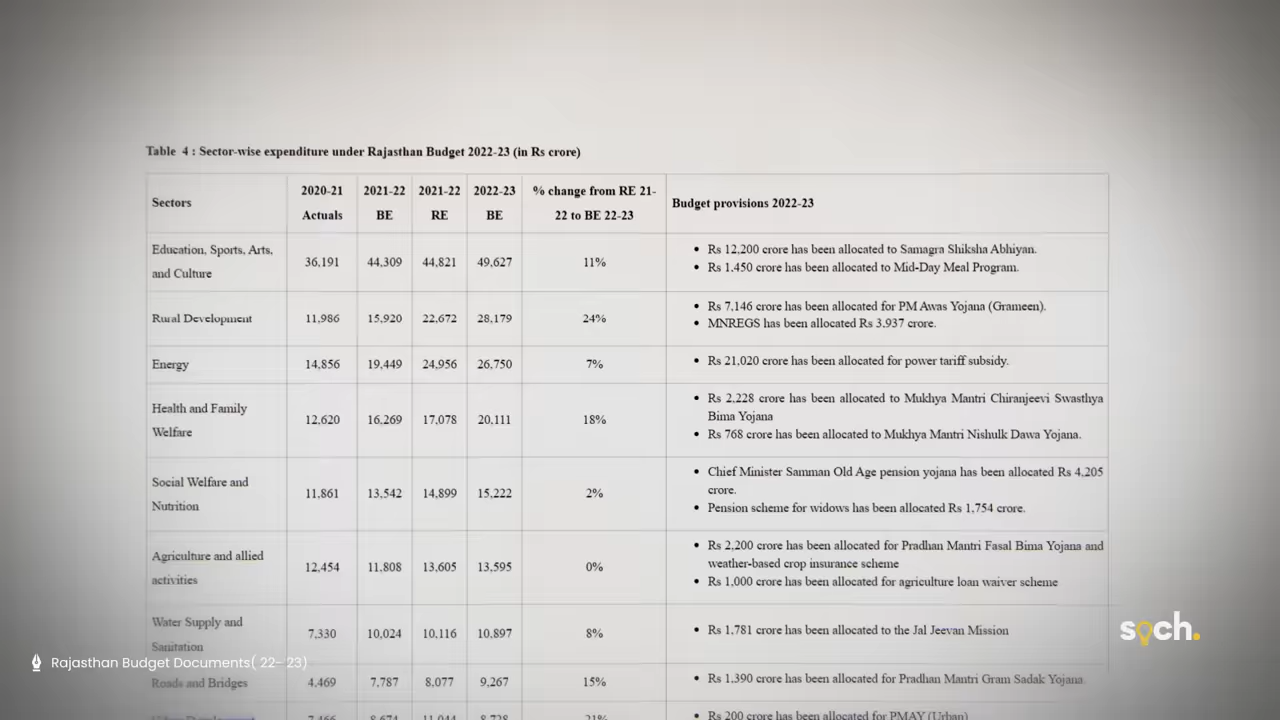 Table 4 : Sector-wise expenditure under Rajasthan Budget 2022-23 (in Rs crore)
Sectors
2020-21
Actuals
2021-22
BE
2021-22
RE
2022-23
BE
% change from RE 21-
22 to BE 22-23
Budget provisions 2022-23
Education, Sports, Arts,
and Culture
36,191
44,309
44,821
49,627
11%
• Rs 12,200 crore has been allocated to Samagra Shiksha Abhiyan.
• Rs 1,450 crore has been allocated to Mid-Day Meal Program.
Rural Development
11,986
15,920
22,672
28,179
24%
• Rs 7,146 crore has been allocated for PM Awas Yojana (Grameen).
• MNREGS has been allocated Rs 3,937 crore.
Energy
14,856
19,449
24,956
26,750
7%
• Rs 21,020 crore has been allocated for power tariff subsidy.
Health and Family
Welfare
12,620
16,269
17,078
20,111
18%
• Rs 2,228 crore has been allocated to Mukhya Mantri Chiranjeevi Swasthya
Bima Yojana
• Rs 768 crore has been allocated to Mukhya Mantri Nishulk Dawa Yojana.
Social Welfare and
Nutrition
11,861
13,542
14,899
15,222
2%
• Chief Minister Samman Old Age pension yojana has been allocated Rs 4,205
crore.
• Pension scheme for widows has been allocated Rs 1,754 crore.
Agriculture and allied
activities
12,454
11,808
13,605
13,595
0%
• Rs 2,200 crore has been allocated for Pradhan Mantri Fasal Bima Yojana and
weather-based crop insurance scheme
• Rs 1,000 crore has been allocated for agriculture loan waiver scheme
Water Supply and
Sanitation
7,330
10,024
10,116
10,897
8%
• Rs 1,781 crore has been allocated to the Jal Jeevan Mission
Roads and Bridges
4,469
7,787
8,077
9,267
15%
• Rs 1,390 crore has been allocated for Pradhan Mantri Gram Sadak Yojana.
• Rs 200 crore has been allocated for PMAY (Urban)
Rajasthan Budget Documents( 22- 23)
soch.